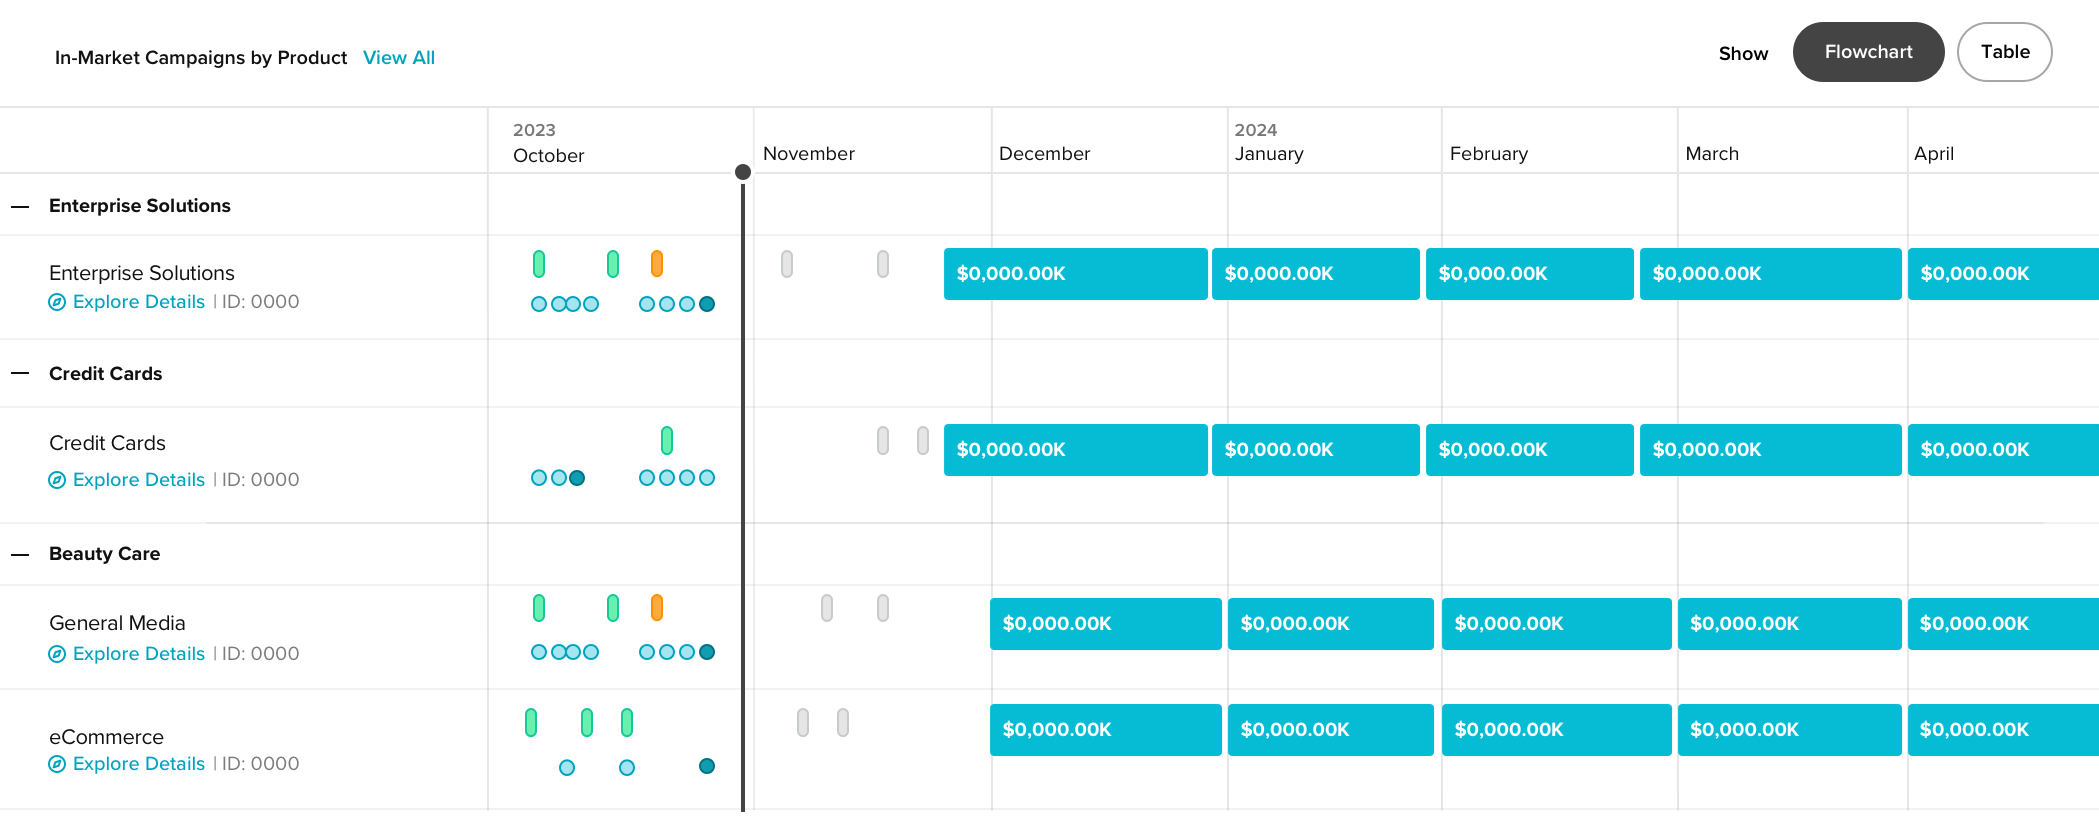 In-Market Campaigns by Product View All
Show Flowchart Table
2023 2024
October November December January February March April
Enterprise Solutions
Enterprise Solutions
$0,000.00K $0,000.00K $0,000.00K $0,000.00K $0,000.00K
Explore Details | ID: 0000
Credit Cards
Credit Cards
$0,000.00K $0,000.00K $0,000.00K $0,000.00K $0,000.00K
Explore Details | ID: 0000
Beauty Care
General Media
$0,000.00K $0,000.00K $0,000.00K $0,000.00K $0,000.00K
Explore Details | ID: 0000
eCommerce
$0,000.00K $0,000.00K $0,000.00K $0,000.00K $0,000.00K
Explore Details | ID: 0000